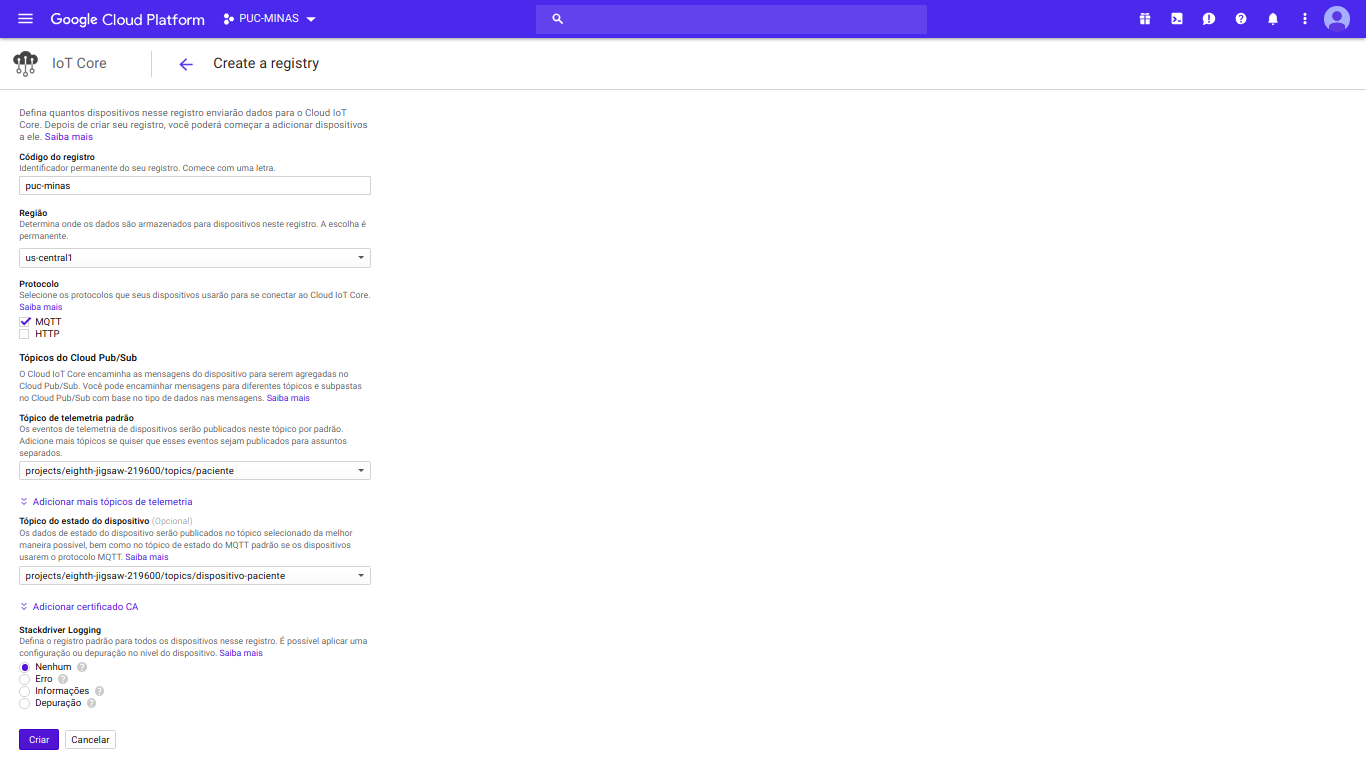 Google Cloud Platform
PUC-MINAS
IoT Core
Create a registry
Defina quantos dispositivos nesse registro enviarão dados para o Cloud IoT
Core. Depois de criar seu registro, você poderá começar a adicionar dispositivos
a ele. Saiba mais
Código do registro
Identificador permanente do seu registro. Comece com uma letra.
puc-minas
Região
Determina onde os dados são armazenados para dispositivos neste registro. A escolha é
permanente.
us-central1
Protocolo
Selecione os protocolos que seus dispositivos usarão para se conectar ao Cloud IoT Core.
Saiba mais
MQTT
HTTP
Tópicos do Cloud Pub/Sub
O Cloud IoT Core encaminha as mensagens do dispositivo para serem agregadas no
Cloud Pub/Sub. Você pode encaminhar mensagens para diferentes tópicos e subpastas
no Cloud Pub/Sub com base no tipo de dados nas mensagens. Saiba mais
Tópico de telemetria padrão
Os eventos de telemetria de dispositivos serão publicados neste tópico por padrão.
Adicione mais tópicos se quiser que esses eventos sejam publicados para assuntos
separados.
projects/eighth-jigsaw-219600/topics/paciente
Adicionar mais tópicos de telemetria
Tópico do estado do dispositivo (Opcional)
Os dados de estado do dispositivo serão publicados no tópico selecionado da melhor
maneira possível, bem como no tópico de estado do MQTT padrão se os dispositivos
usarem o protocolo MQTT. Saiba mais
projects/eighth-jigsaw-219600/topics/dispositivo-paciente
Adicionar certificado CA
Stackdriver Logging
Defina o registro padrão para todos os dispositivos nesse registro. É possível aplicar uma
configuração ou depuração no nível do dispositivo. Saiba mais
Nenhum ?
Erro ?
Informações ?
Depuração ?
Criar Cancelar